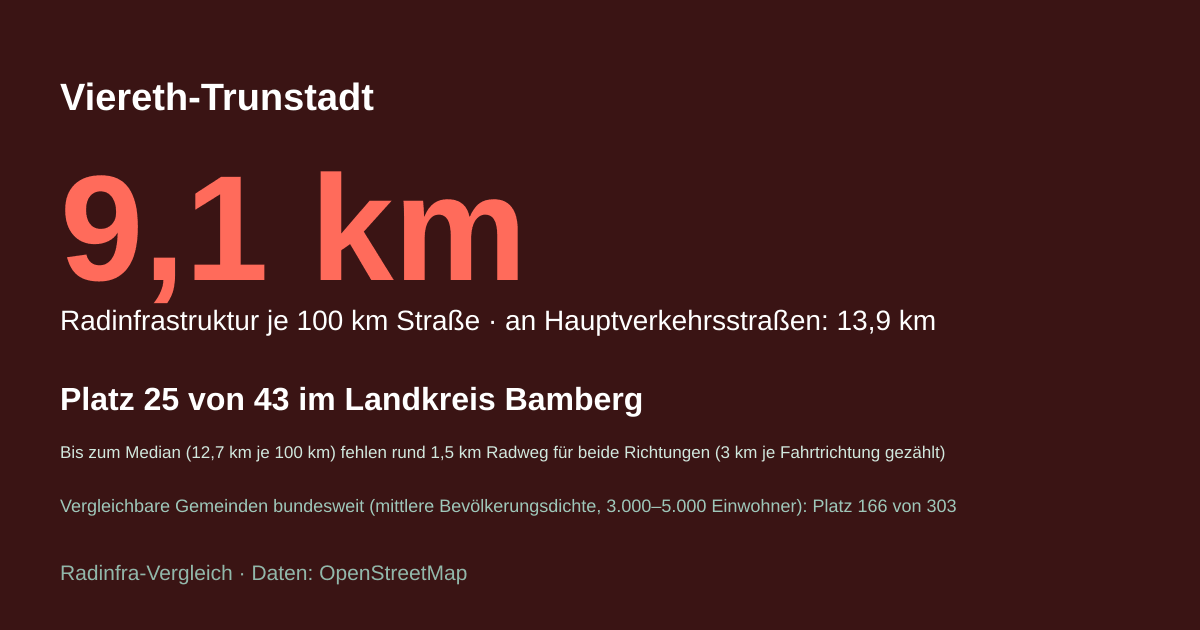 Viereth-Trunstadt
9,1 km
Radinfrastruktur je 100 km Straße · an Hauptverkehrsstraßen: 13,9 km
Platz 25 von 43 im Landkreis Bamberg
Bis zum Median (12,7 km je 100 km) fehlen rund 1,5 km Radweg für beide Richtungen (3 km je Fahrtrichtung gezählt)
Vergleichbare Gemeinden bundesweit (mittlere Bevölkerungsdichte, 3.000–5.000 Einwohner): Platz 166 von 303
Radinfra-Vergleich · Daten: OpenStreetMap